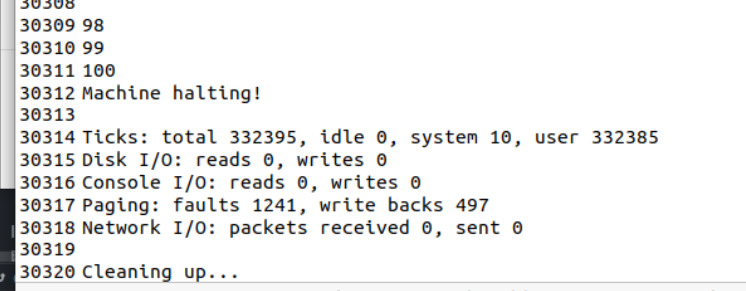 30308
30309 98
30310 99
30311 100
30312 Machine halting!
30313
30314 Ticks: total 332395, idle 0, system 10, user 332385
30315 Disk I/O: reads 0, writes 0
30316 Console I/O: reads 0, writes 0
30317 Paging: faults 1241, write backs 497
30318 Network I/O: packets received 0, sent 0
30319
30320 Cleaning up...